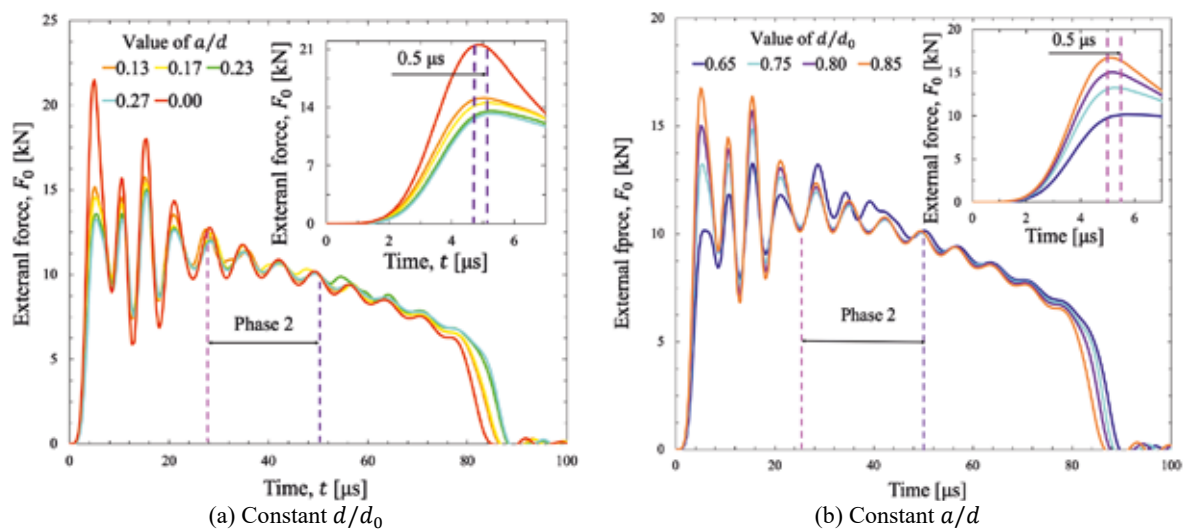 Value of a/d
0.13 0.17 0.23
0.27 0.00
Exteranl force, F₀ [kN]
25
20
15
10
5
0
0 20 40 60 80 100
Time, t [μs]
Phase 2
Exteranl force, F₀ [kN]
21
14
7
0
0 2 4 6
Time, t [μs]
0.5 μs
(a) Constant d/d₀
Value of d/d₀
0.65 0.75 0.80 0.85
External fprce, F₀ [kN]
20
15
10
5
0
0 20 40 60 80 100
Time [μs]
Phase 2
External force, F₀ [kN]
20
15
10
5
0
0 2 4 6
Time [μs]
0.5 μs
(b) Constant a/d